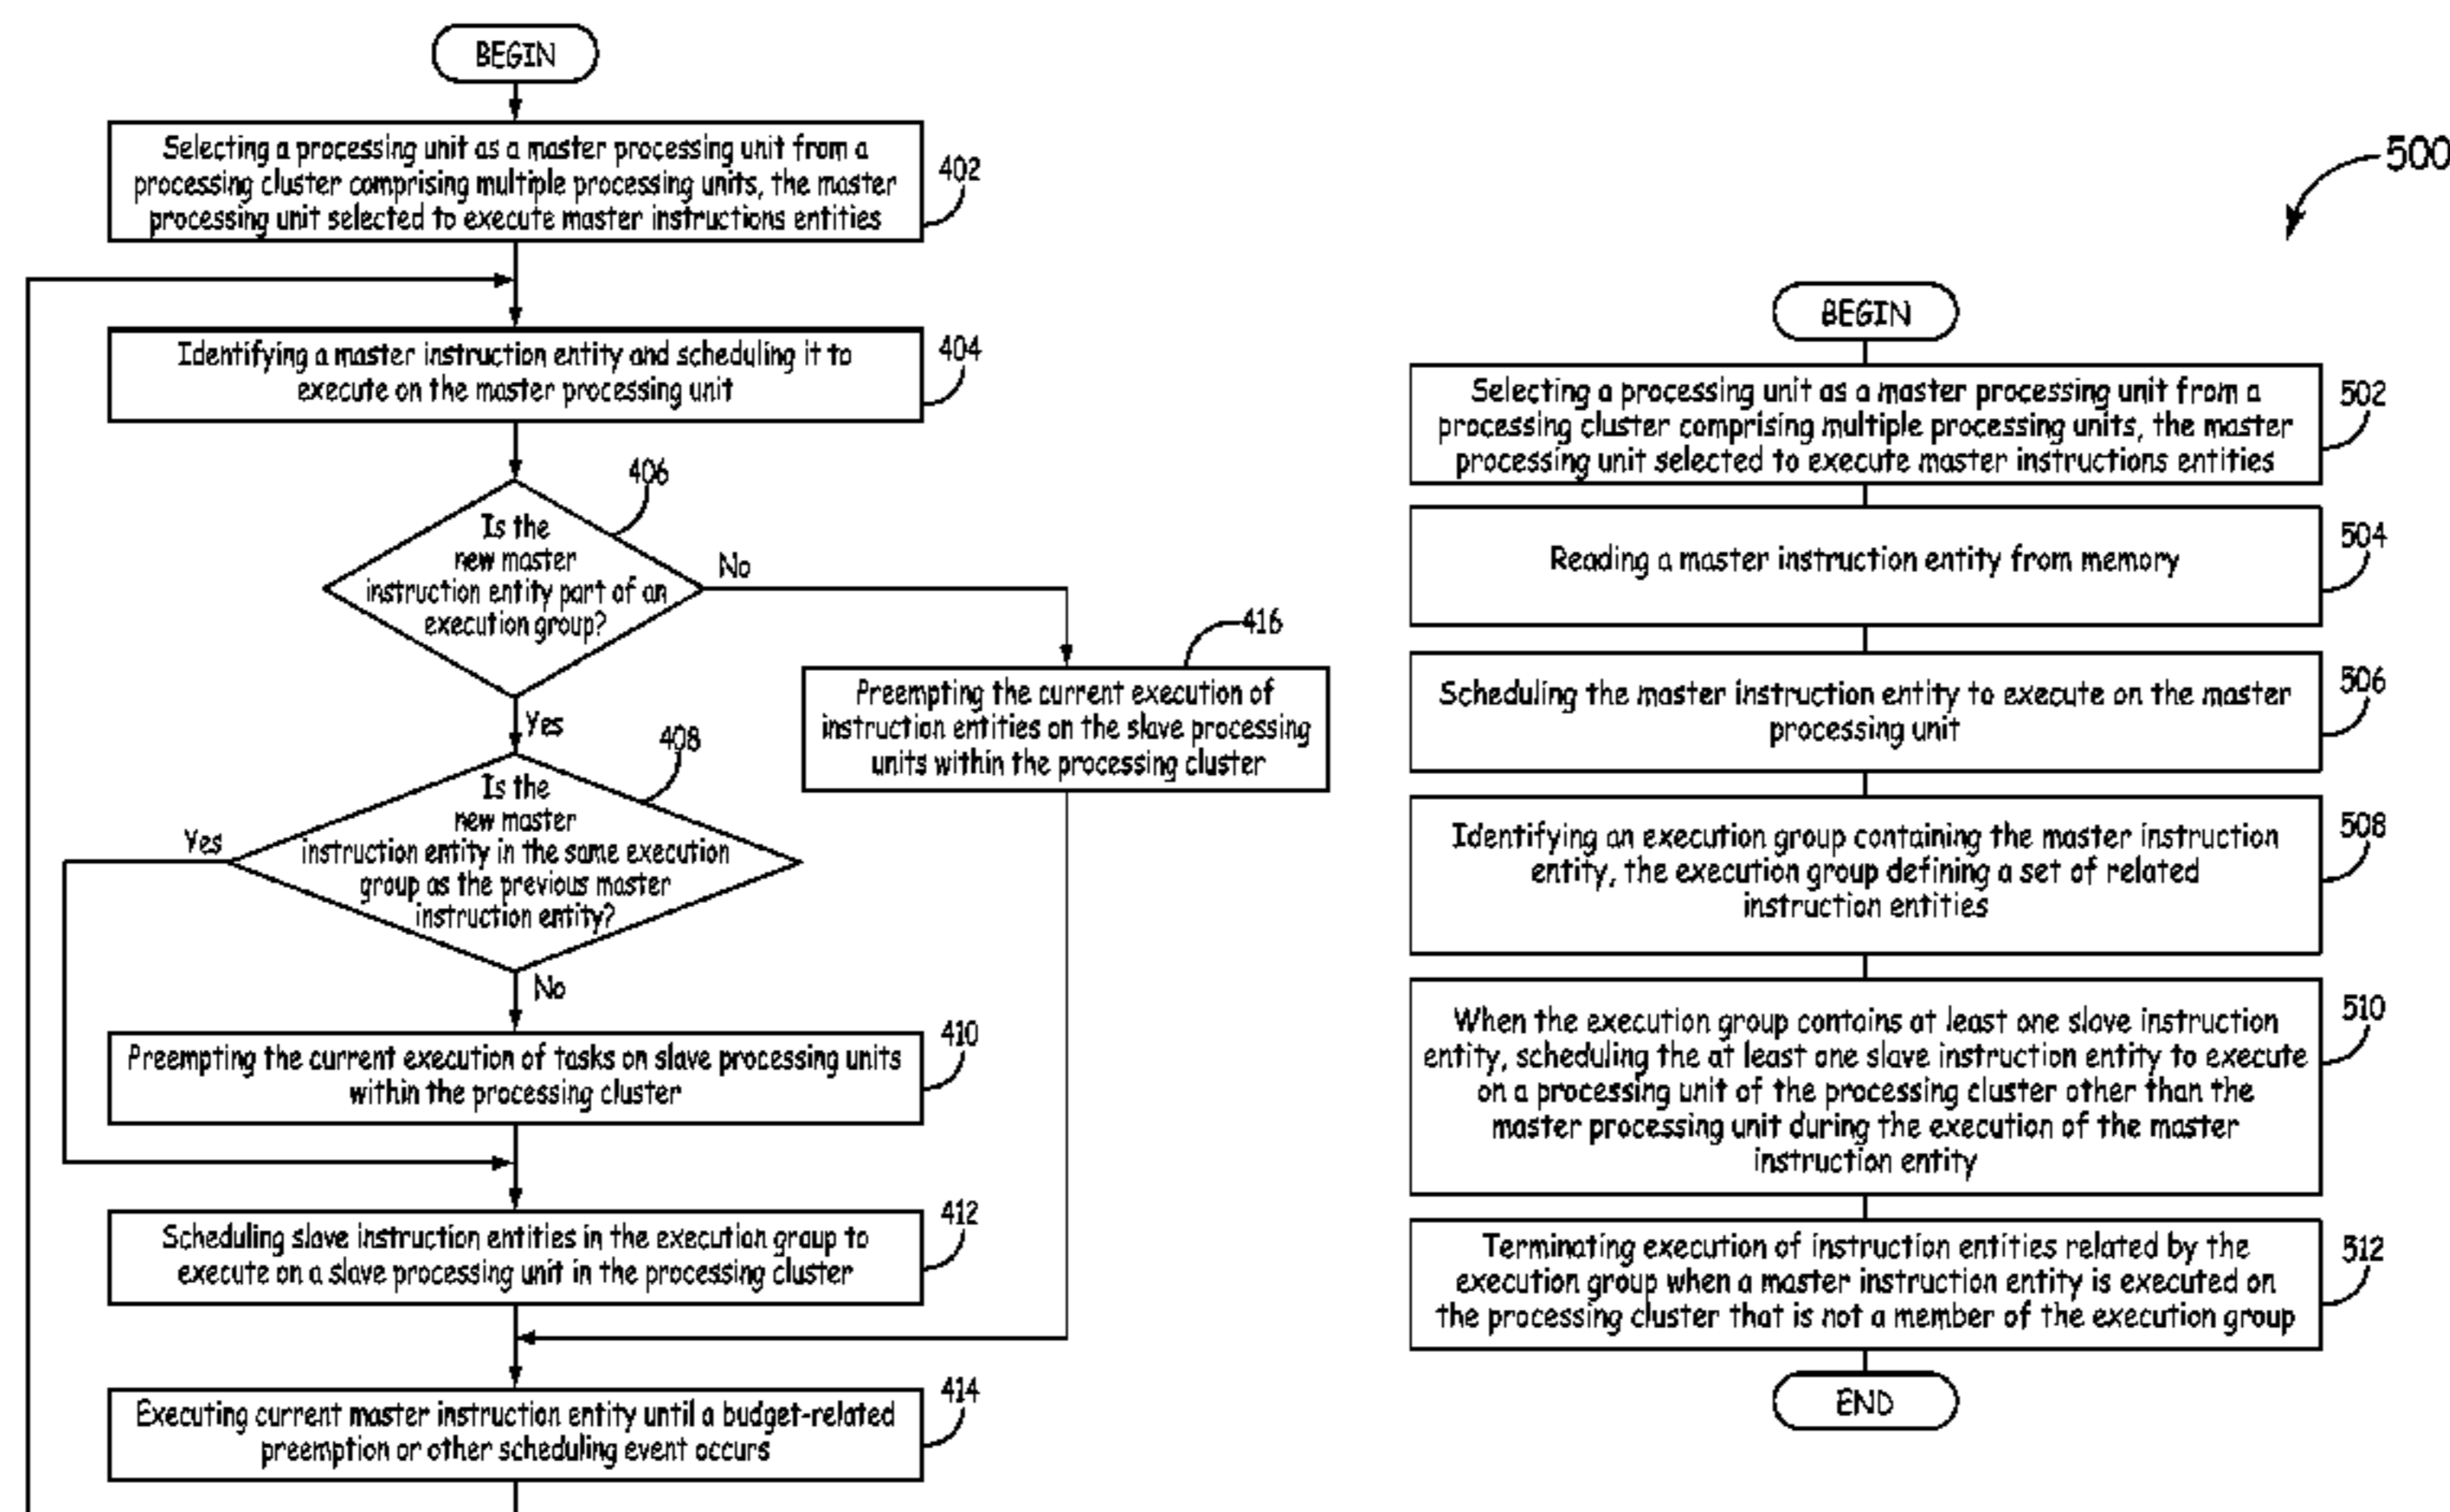 BEGIN
Selecting a processing unit as a master processing unit from a
processing cluster comprising multiple processing units, the master
processing unit selected to execute master instructions entities
402
Identifying a master instruction entity and scheduling it to
execute on the master processing unit
404
406
Is the
new master
instruction entity part of an
execution group?
No
Yes
416
Preempting the current execution of
instruction entities on the slave processing
units within the processing cluster
408
Is the
new master
instruction entity in the same execution
group as the previous master
instruction entity?
Yes
No
410
Preempting the current execution of tasks on slave processing units
within the processing cluster
412
Scheduling slave instruction entities in the execution group to
execute on a slave processing unit in the processing cluster
414
Executing current master instruction entity until a budget-related
preemption or other scheduling event occurs
500
BEGIN
Selecting a processing unit as a master processing unit from a
processing cluster comprising multiple processing units, the master
processing unit selected to execute master instructions entities
502
Reading a master instruction entity from memory
504
Scheduling the master instruction entity to execute on the master
processing unit
506
Identifying an execution group containing the master instruction
entity, the execution group defining a set of related
instruction entities
508
When the execution group contains at least one slave instruction
entity, scheduling the at least one slave instruction entity to execute
on a processing unit of the processing cluster other than the
master processing unit during the execution of the master
instruction entity
510
Terminating execution of instruction entities related by the
execution group when a master instruction entity is executed on
the processing cluster that is not a member of the execution group
512
END